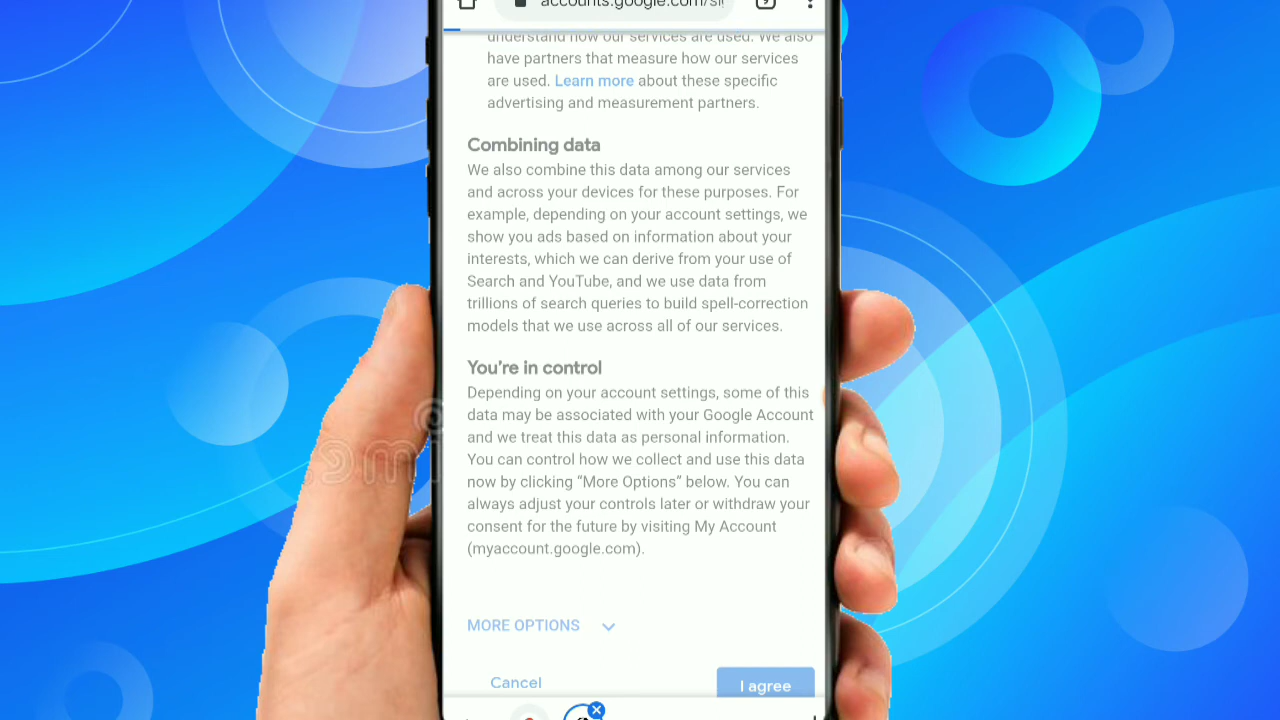 accounts.google.com/si
understand how our services are used. We also
have partners that measure how our services
are used. Learn more about these specific
advertising and measurement partners.
Combining data
We also combine this data among our services
and across your devices for these purposes. For
example, depending on your account settings, we
show you ads based on information about your
interests, which we can derive from your use of
Search and YouTube, and we use data from
trillions of search queries to build spell-correction
models that we use across all of our services.
You're in control
Depending on your account settings, some of this
data may be associated with your Google Account
and we treat this data as personal information.
You can control how we collect and use this data
now by clicking “More Options” below. You can
always adjust your controls later or withdraw your
consent for the future by visiting My Account
(myaccount.google.com).
MORE OPTIONS
Cancel
I agree